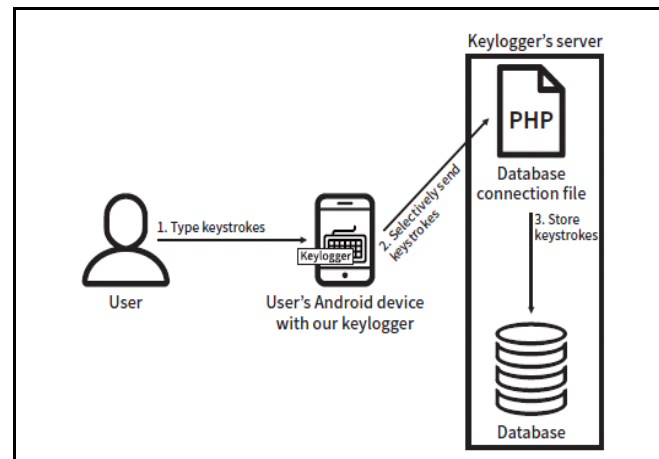 Keylogger's server
PHP
Database
connection file
1. Type keystrokes
2. Selectively send
keystrokes
3. Store
keystrokes
Keylogger
User
User's Android device
with our keylogger
Database